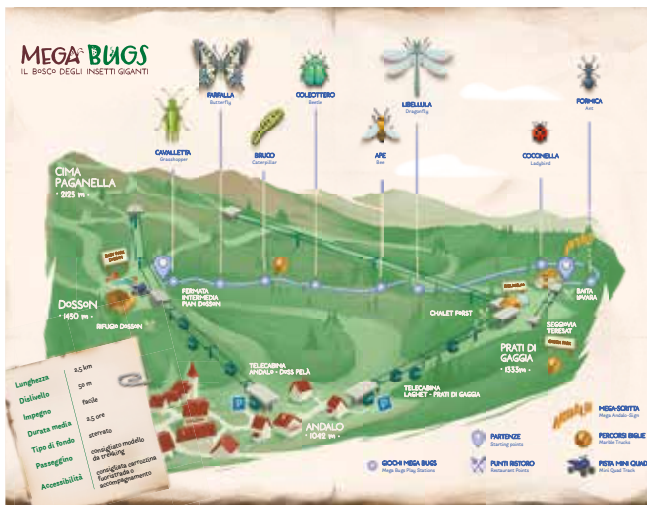 MEGA BUGS
IL BOSCO DEGLI INSETTI GIGANTI
FARFALLA
Butterfly
COLEOTTERO
Beetle
LIBELLULA
Dragonfly
FORMICA
Ant
CAVALLETTA
Grasshopper
BRUCO
Caterpillar
APE
Bee
COCCINELLA
Ladybird
CIMA
PAGANELLA
• 2125 m •
DOSSON
• 1450 m •
RIFUGIO DOSSON
FERMATA
INTERMEDIA
PIAN DOSSON
CHALET FORST
BAITA
SEGGIOVIA
TERESAT
PRATI DI
GAGGIA
• 1333m •
TELECABINA
ANDALO - DOSS PELÀ
TELECABINA
LAGHET - PRATI DI GAGGIA
P
P
ANDALO
• 1042 m •
Lunghezza 2.5 km
Dislivello 50 m
Impegno facile
Durata media 2.5 ore
Tipo di fondo sterrato
Passeggino consigliato modello
da trekking
Accessibilità consigliata carrozzina
fuoristrada o
accompagnamento
GIOCHI MEGA BUGS
Mega Bugs Play Stations
PARTENZE
Starting points
PUNTI RISTORO
Restaurant Points
ANDALO
MEGA-SCRITTA
Mega Andalo-Sign
PERCORSI BIGLIE
Marble Tracks
PISTA MINI QUAD
Mini Quad Track